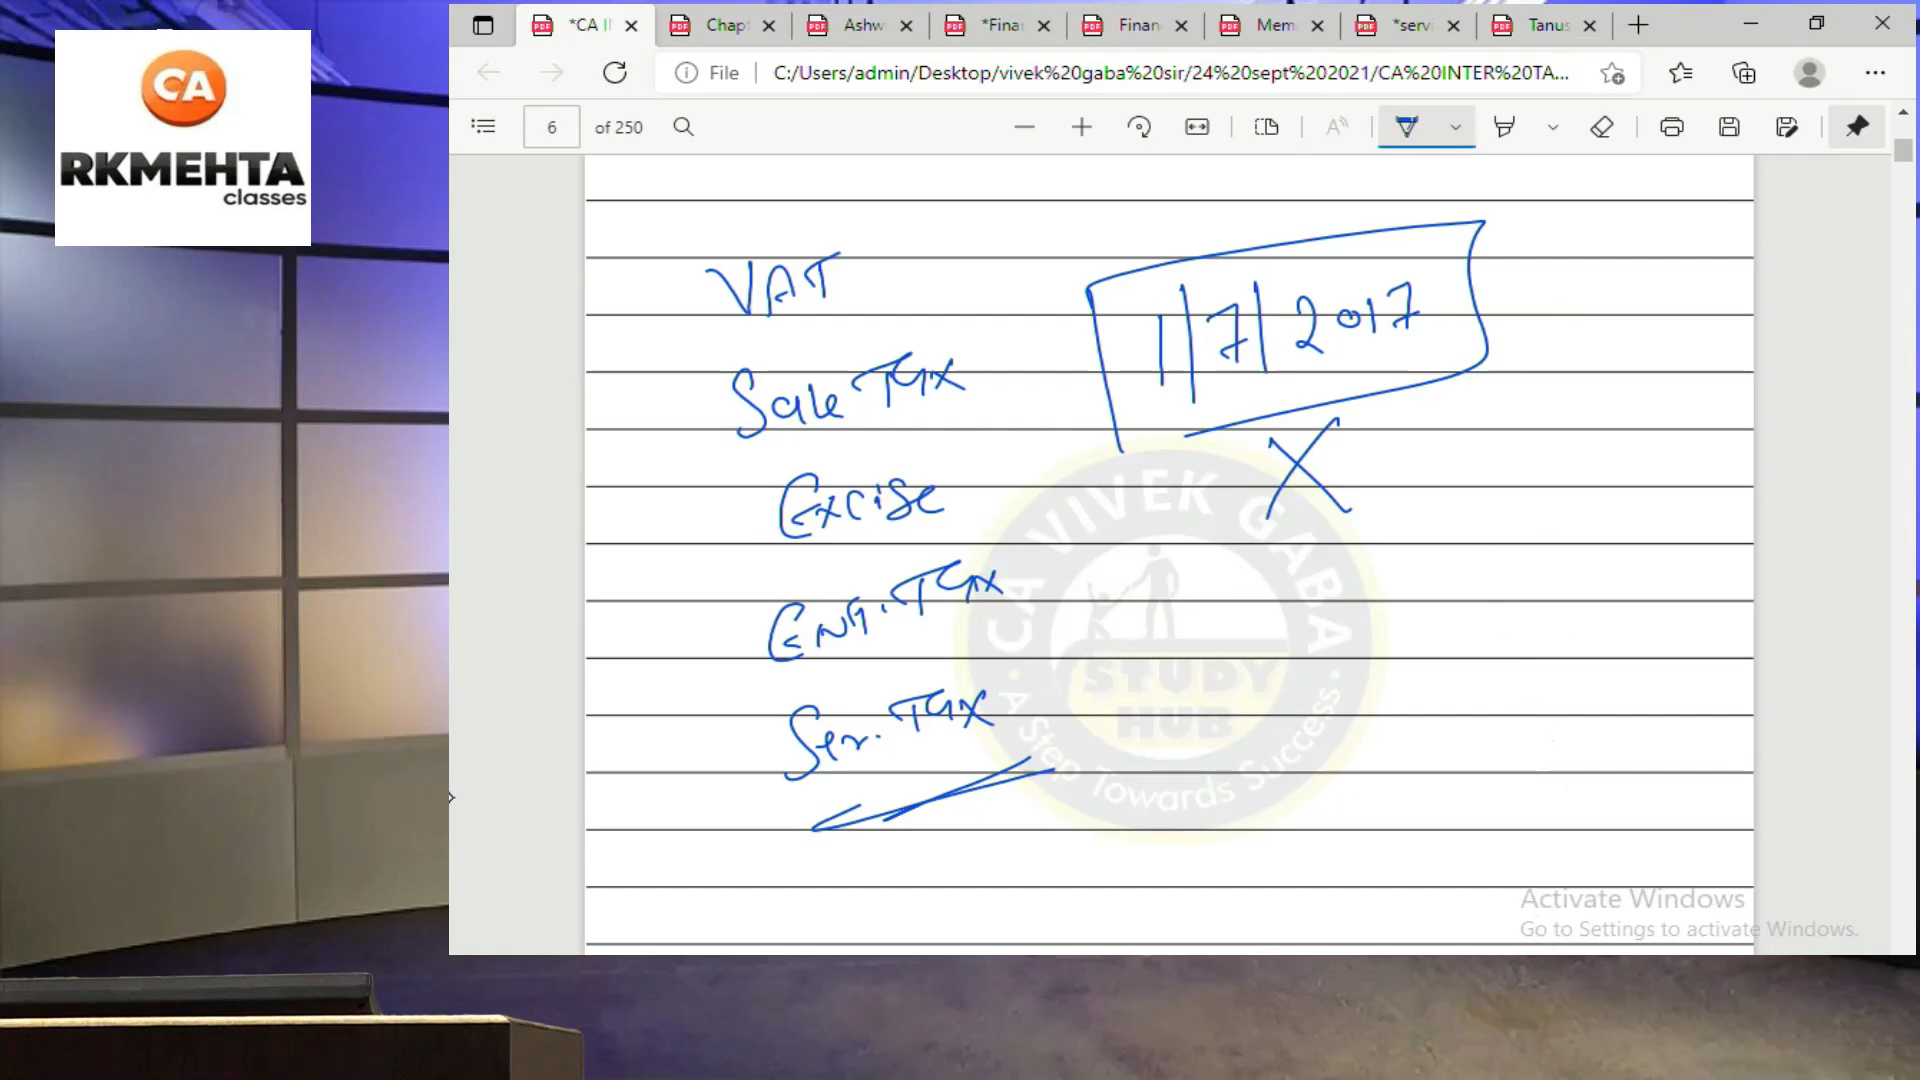 *CA I
Chapt
Ashw
*Finan
Finan
Mem
*servi
Tanus
File
C:/Users/admin/Desktop/vivek%20gaba%20sir/24%20sept%202021/CA%20INTER%20TA...
6 of 250
CA
RKMEHTA
classes
VAT
Sale Tax
Excise
Ent. Tax
Ser. Tax
1/7/2017
X
CA VIVEK GABA
STUDY
HUB
A Step Towards Success
Activate Windows
Go to Settings to activate Windows.